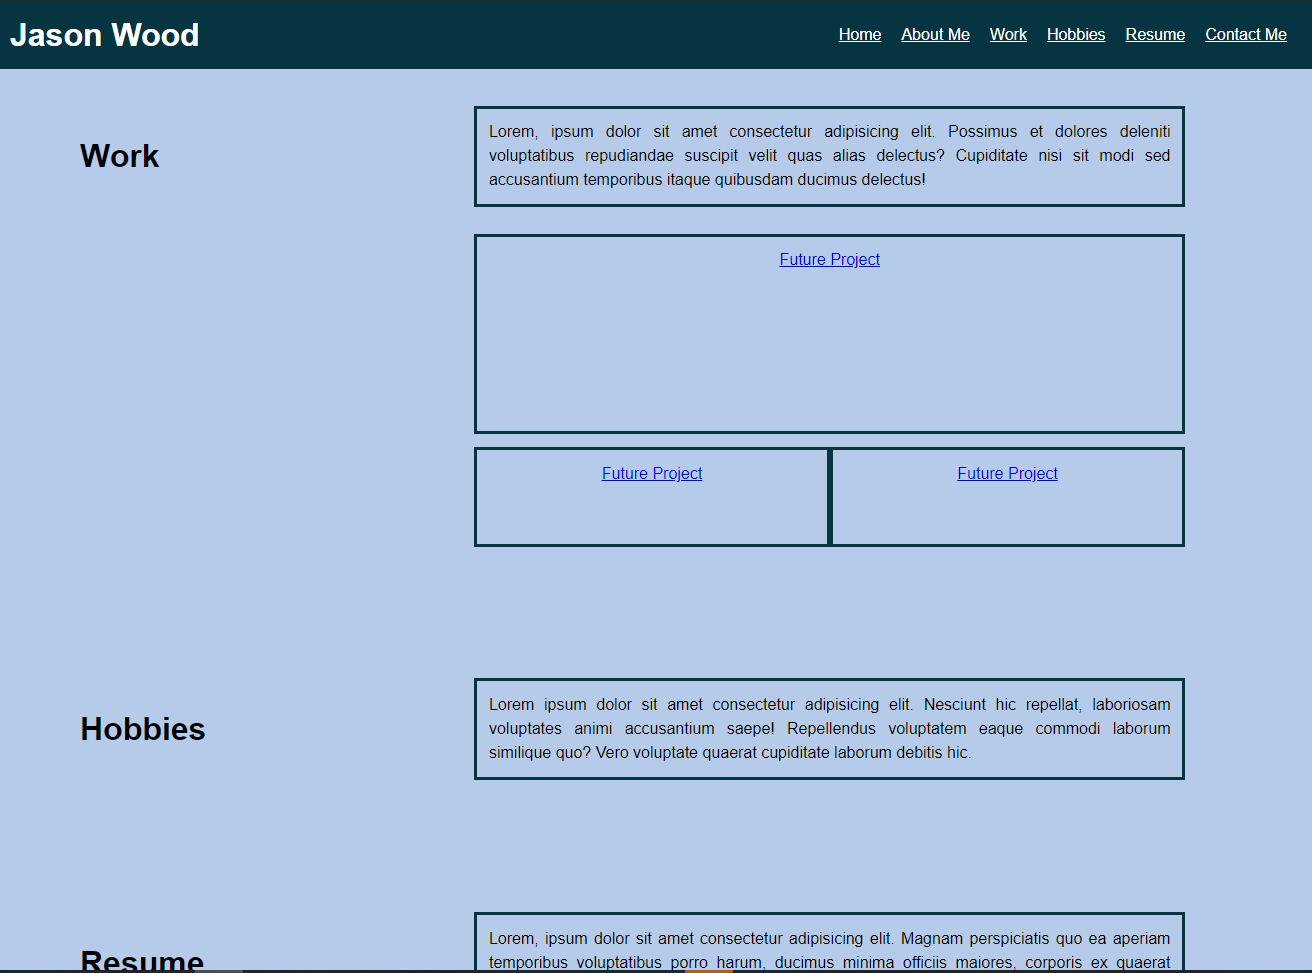 Jason Wood
Home About Me Work Hobbies Resume Contact Me
Work
Lorem, ipsum dolor sit amet consectetur adipisicing elit. Possimus et dolores deleniti
voluptatibus repudiandae suscipit velit quas alias delectus? Cupiditate nisi sit modi sed
accusantium temporibus itaque quibusdam ducimus delectus!
Future Project
Future Project
Future Project
Hobbies
Lorem ipsum dolor sit amet consectetur adipisicing elit. Nesciunt hic repellat, laboriosam
voluptates animi accusantium saepe! Repellendus voluptatem eaque commodi laborum
similique quo? Vero voluptate quaerat cupiditate laborum debitis hic.
Resume
Lorem, ipsum dolor sit amet consectetur adipisicing elit. Magnam perspiciatis quo ea aperiam
temporibus voluptatibus porro harum, ducimus minima officiis maiores, corporis ex quaerat